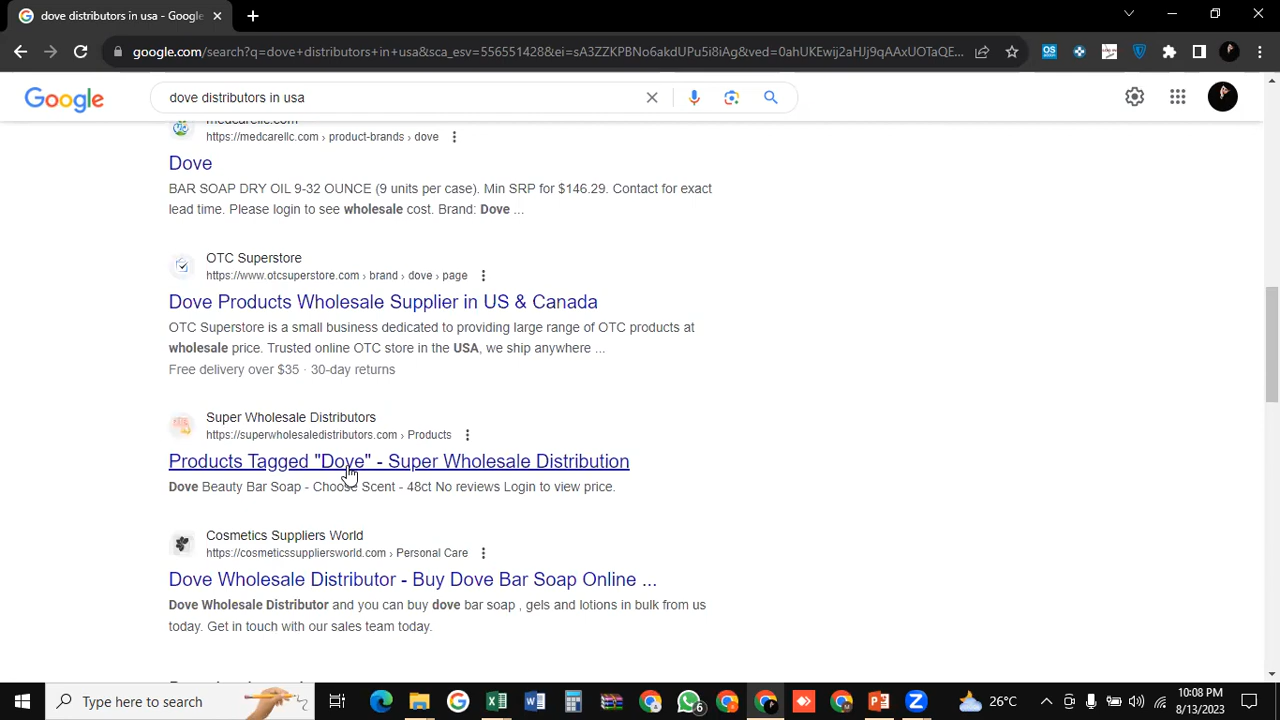 dove distributors in usa - Google
google.com/search?q=dove+distributors+in+usa&sca_esv=556551428&ei=sA3ZZKPBNo6akdUPu5i8iAg&ved=0ahUKEwij2aHJj9qAAxUOTaQE...
Google
dove distributors in usa
medcarellc.com
https://medcarellc.com › product-brands › dove
Dove
BAR SOAP DRY OIL 9-32 OUNCE (9 units per case). Min SRP for $146.29. Contact for exact
lead time. Please login to see wholesale cost. Brand: Dove ...
OTC Superstore
https://www.otcsuperstore.com › brand › dove › page
Dove Products Wholesale Supplier in US & Canada
OTC Superstore is a small business dedicated to providing large range of OTC products at
wholesale price. Trusted online OTC store in the USA, we ship anywhere ...
Free delivery over $35 · 30-day returns
Super Wholesale Distributors
https://superwholesaledistributors.com › Products
Products Tagged "Dove" - Super Wholesale Distribution
Dove Beauty Bar Soap - Choose Scent - 48ct No reviews Login to view price.
Cosmetics Suppliers World
https://cosmeticssuppliersworld.com › Personal Care
Dove Wholesale Distributor - Buy Dove Bar Soap Online ...
Dove Wholesale Distributor and you can buy dove bar soap , gels and lotions in bulk from us
today. Get in touch with our sales team today.
Type here to search
6
26°C
10:08 PM
8/13/2023